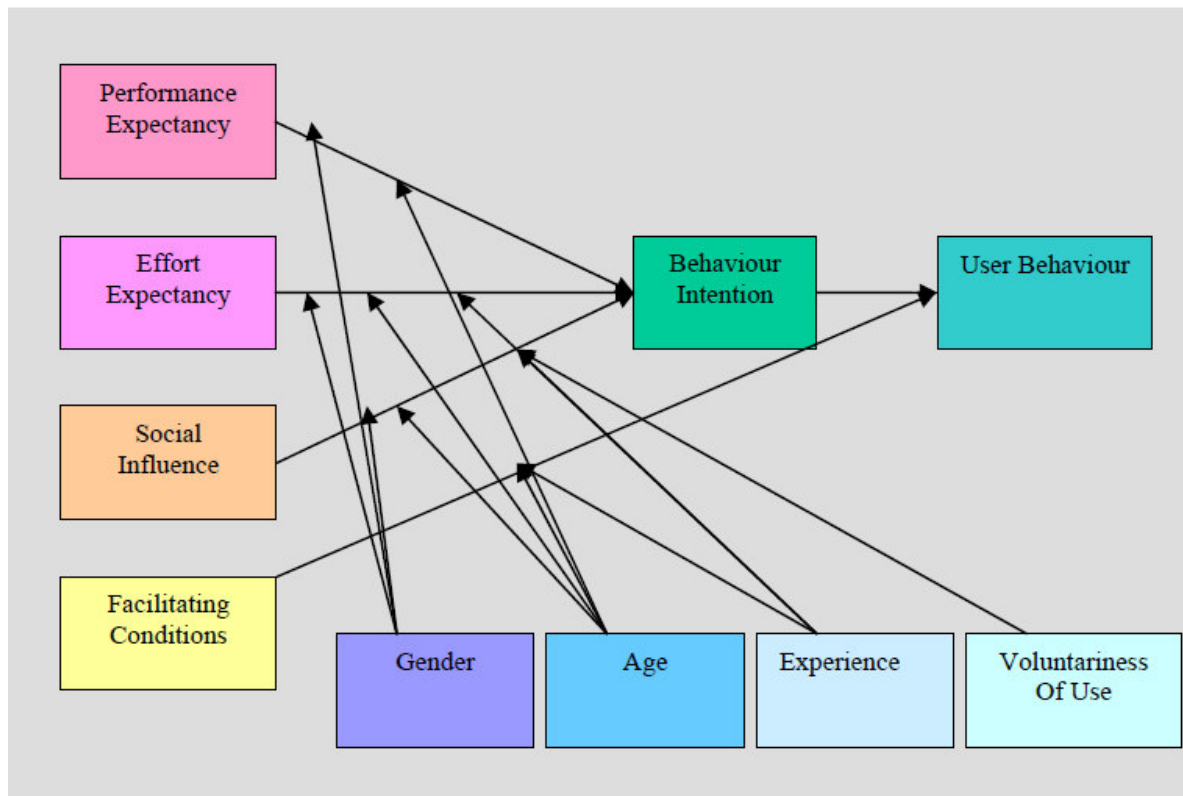 Performance
Expectancy
Effort
Expectancy
Behaviour
Intention
User Behaviour
Social
Influence
Facilitating
Conditions
Gender
Age
Experience
Voluntariness
Of Use